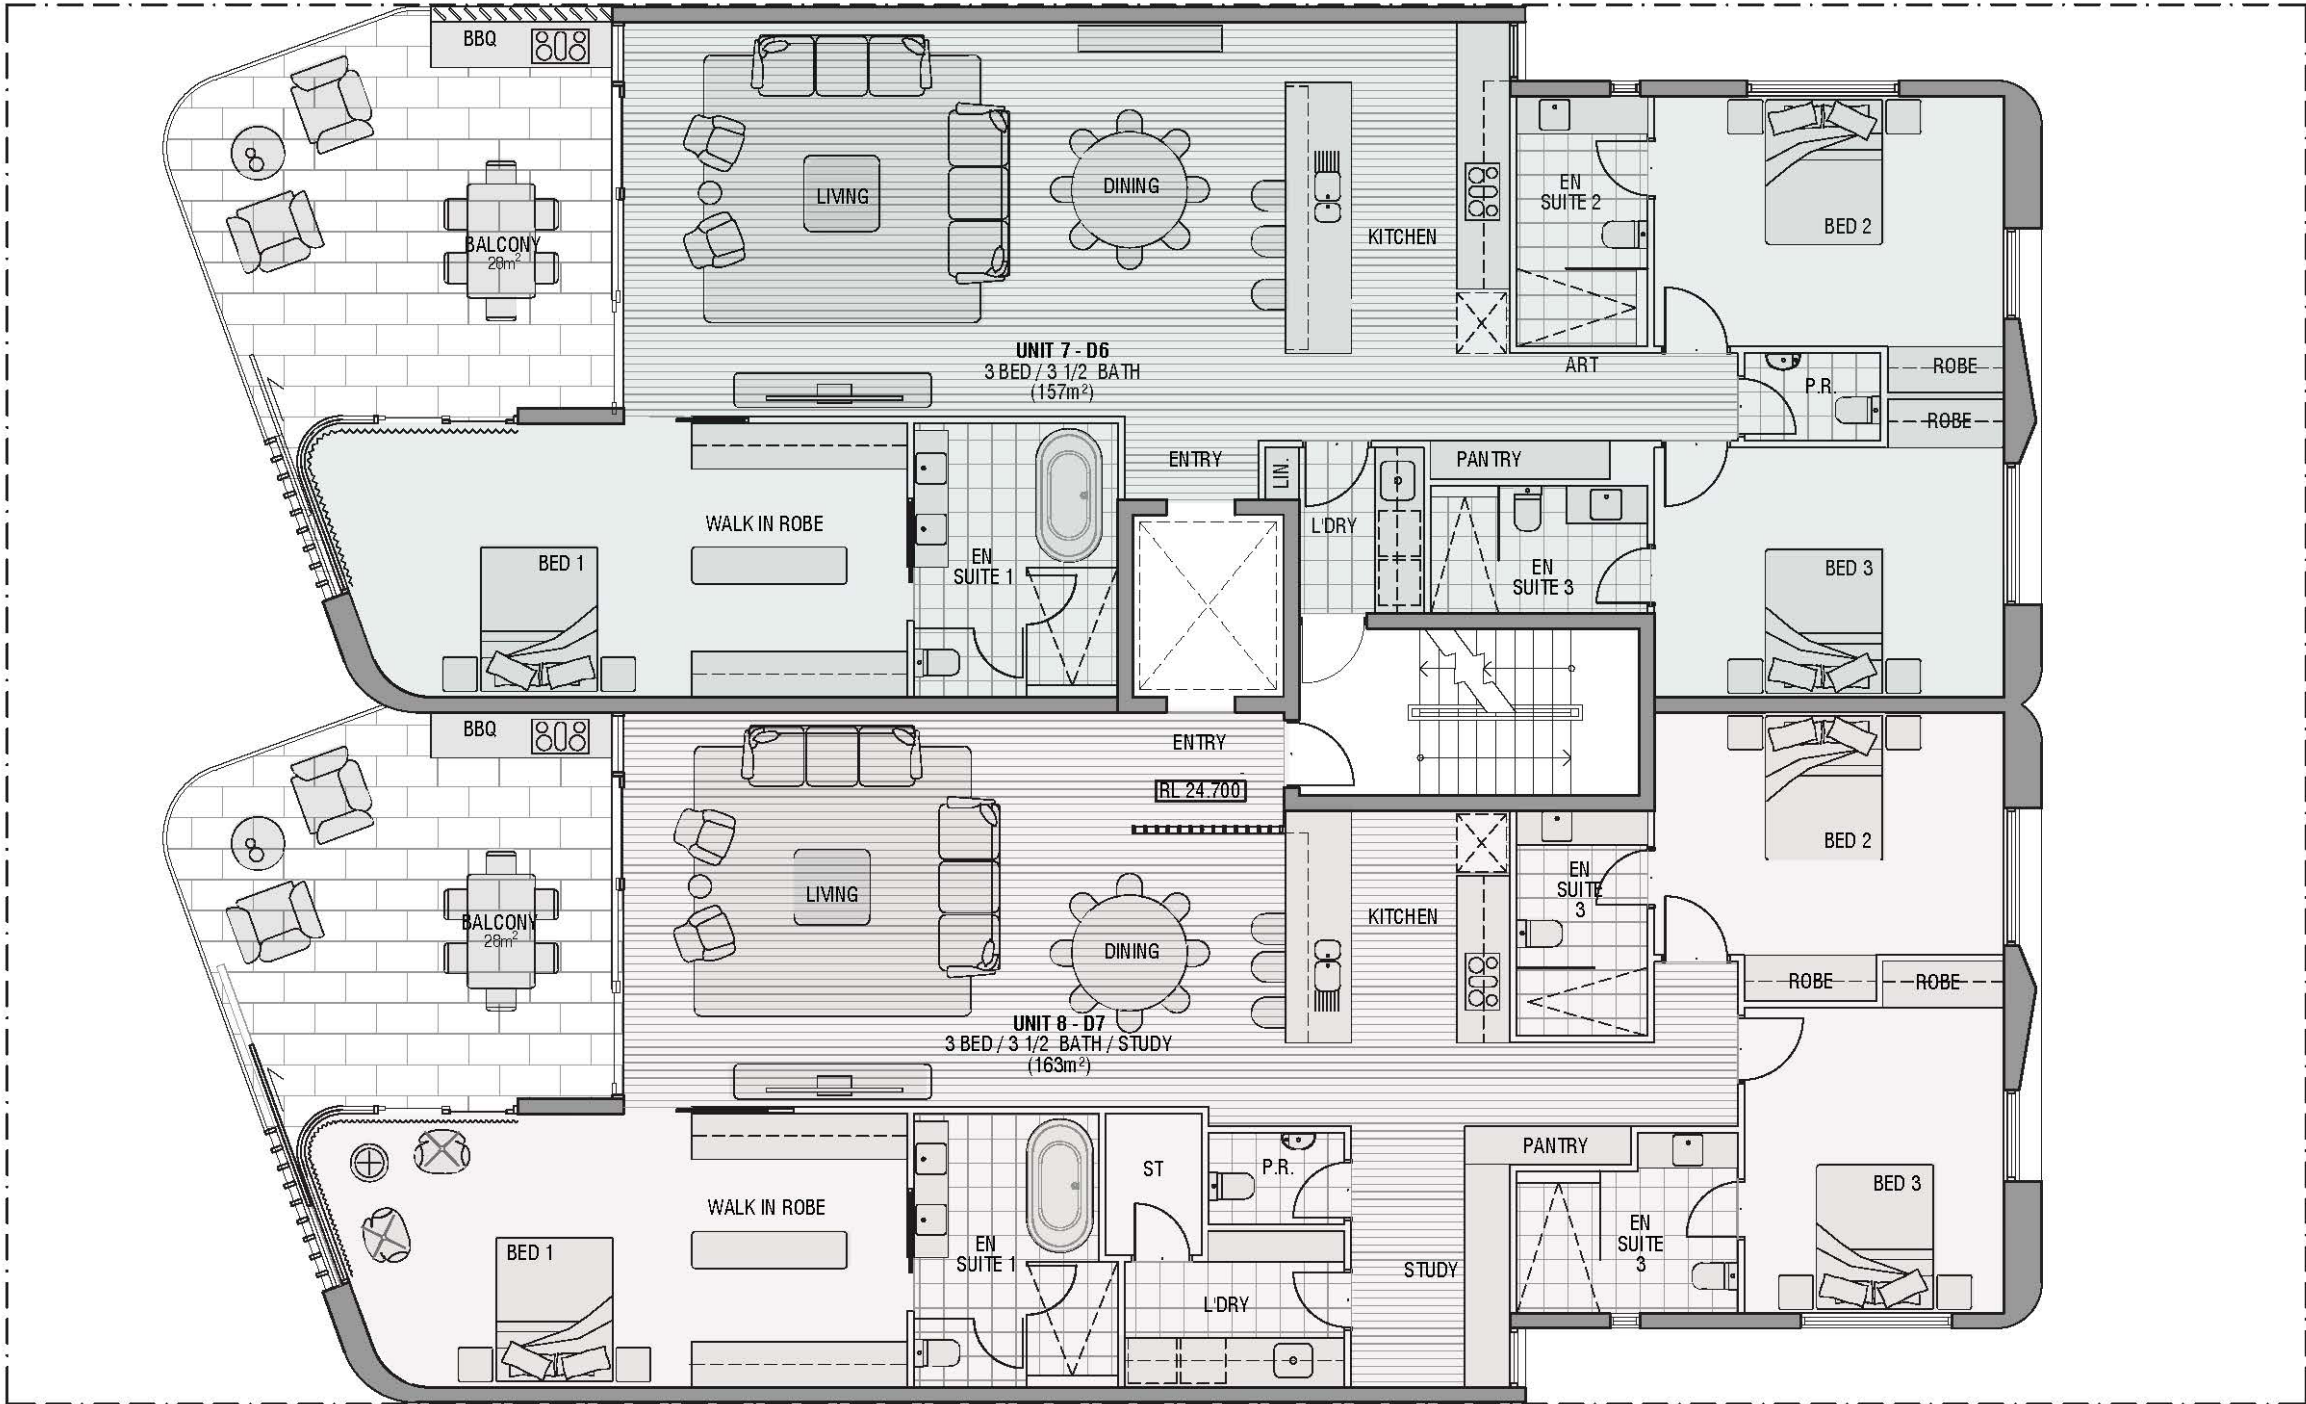 BBQ
BALCONY
28m²
LIVING
DINING
KITCHEN
EN
SUITE 2
BED 2
UNIT 7 - D6
3 BED / 3 1/2 BATH
(157m²)
ART
P.R.
ROBE
ROBE
ENTRY
LIN.
PANTRY
L'DRY
WALK IN ROBE
BED 1
EN
SUITE 1
EN
SUITE 3
BED 3
BBQ
ENTRY
RL 24.700
BALCONY
28m²
LIVING
DINING
KITCHEN
EN
SUITE
3
BED 2
ROBE
ROBE
UNIT 8 - D7
3 BED / 3 1/2 BATH / STUDY
(163m²)
ST
P.R.
PANTRY
BED 3
WALK IN ROBE
BED 1
EN
SUITE 1
L'DRY
STUDY
EN
SUITE
3